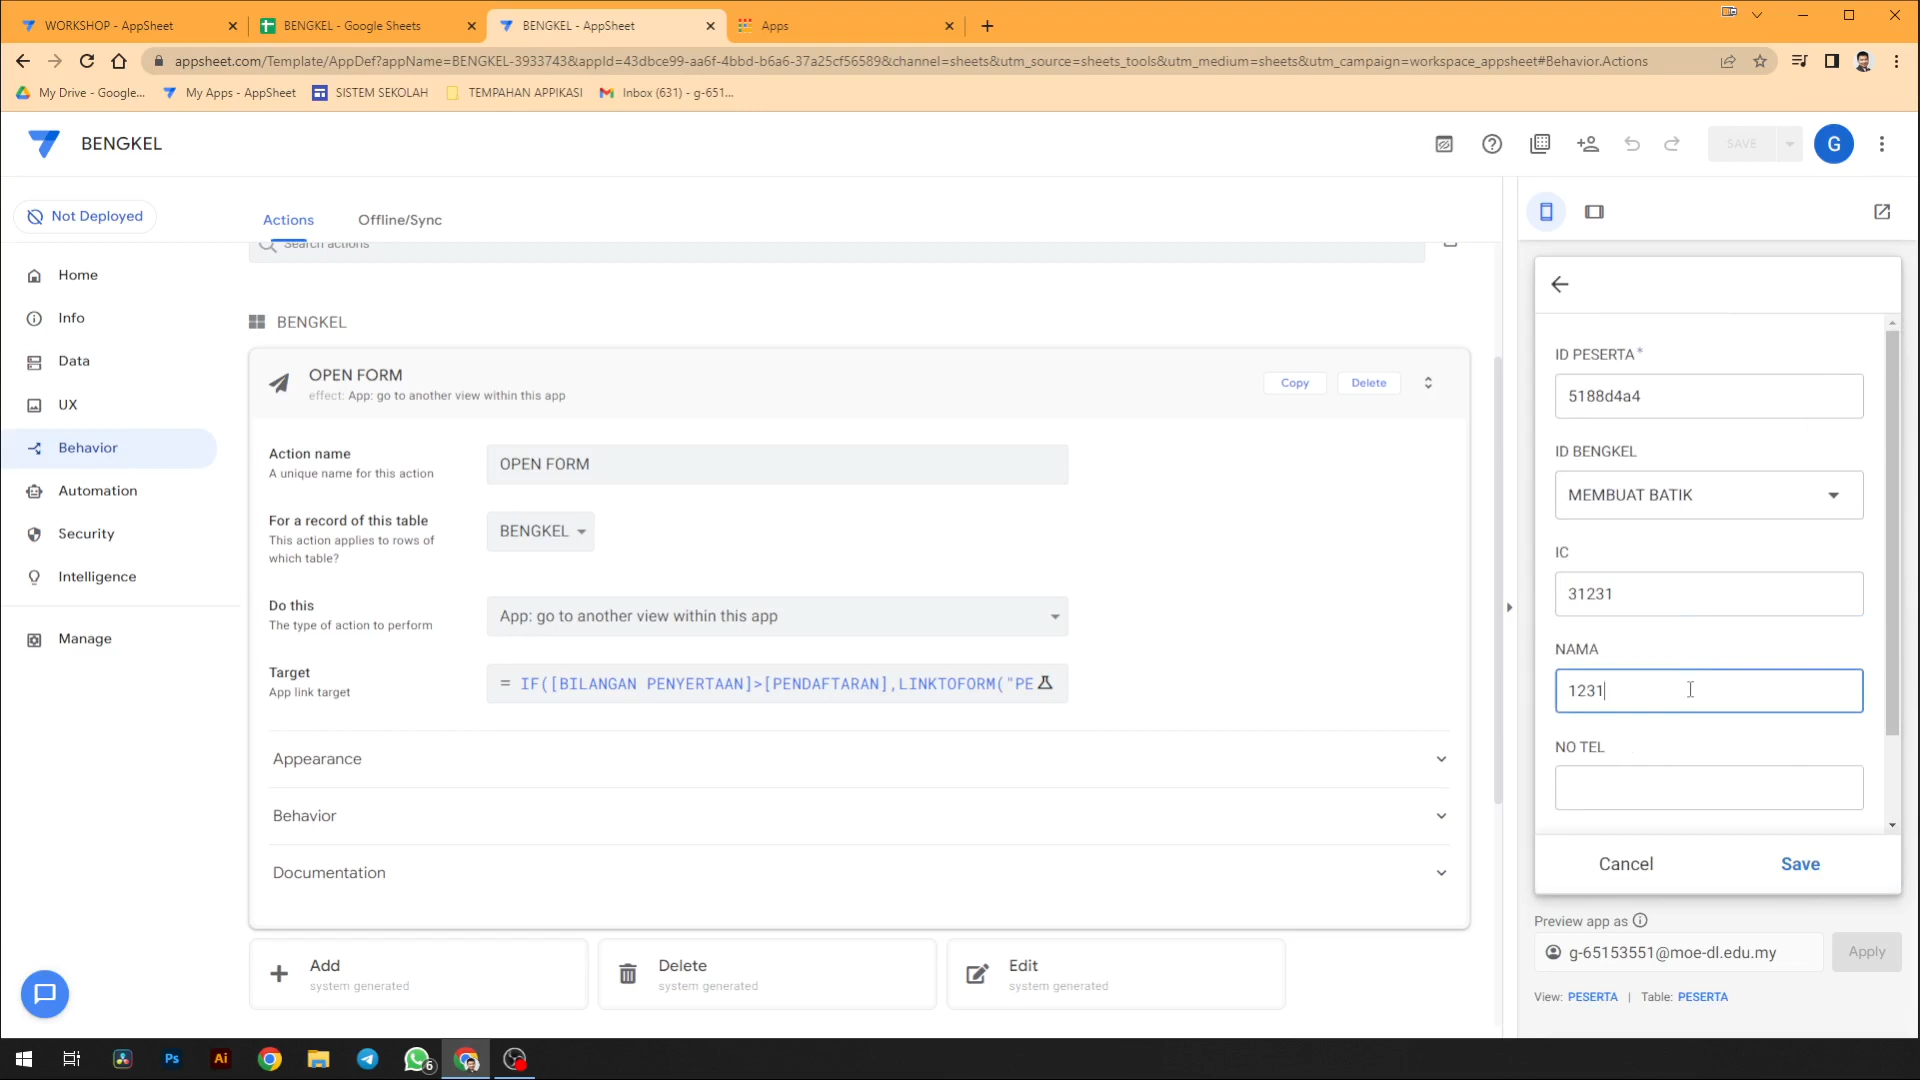 WORKSHOP - AppSheet
BENGKEL - Google Sheets
BENGKEL - AppSheet
Apps
appsheet.com/Template/AppDef?appName=BENGKEL-3933743&appId=43dbce99-aa6f-4bbd-b6a6-37a25cf56589&channel=sheets&utm_source=sheets_tools&utm_medium=sheets&utm_campaign=workspace_appsheet#Behavior.Actions
My Drive - Google...
My Apps - AppSheet
SISTEM SEKOLAH
TEMPAHAN APPIKASI
Inbox (631) - g-651...
BENGKEL
SAVE
G
Not Deployed
Actions
Offline/Sync
Search actions
Home
Info
Data
UX
Behavior
Automation
Security
Intelligence
Manage
BENGKEL
OPEN FORM
effect: App: go to another view within this app
Copy
Delete
Action name
A unique name for this action
OPEN FORM
For a record of this table
This action applies to rows of
which table?
BENGKEL
Do this
The type of action to perform
App: go to another view within this app
Target
App link target
= IF([BILANGAN PENYERTAAN]>[PENDAFTARAN],LINKTOFORM("PE
Appearance
Behavior
Documentation
Add
system generated
Delete
system generated
Edit
system generated
ID PESERTA*
5188d4a4
ID BENGKEL
MEMBUAT BATIK
IC
31231
NAMA
1231
NO TEL
Cancel
Save
Preview app as
g-65153551@moe-dl.edu.my
Apply
View: PESERTA | Table: PESERTA
Ps
Ai
6